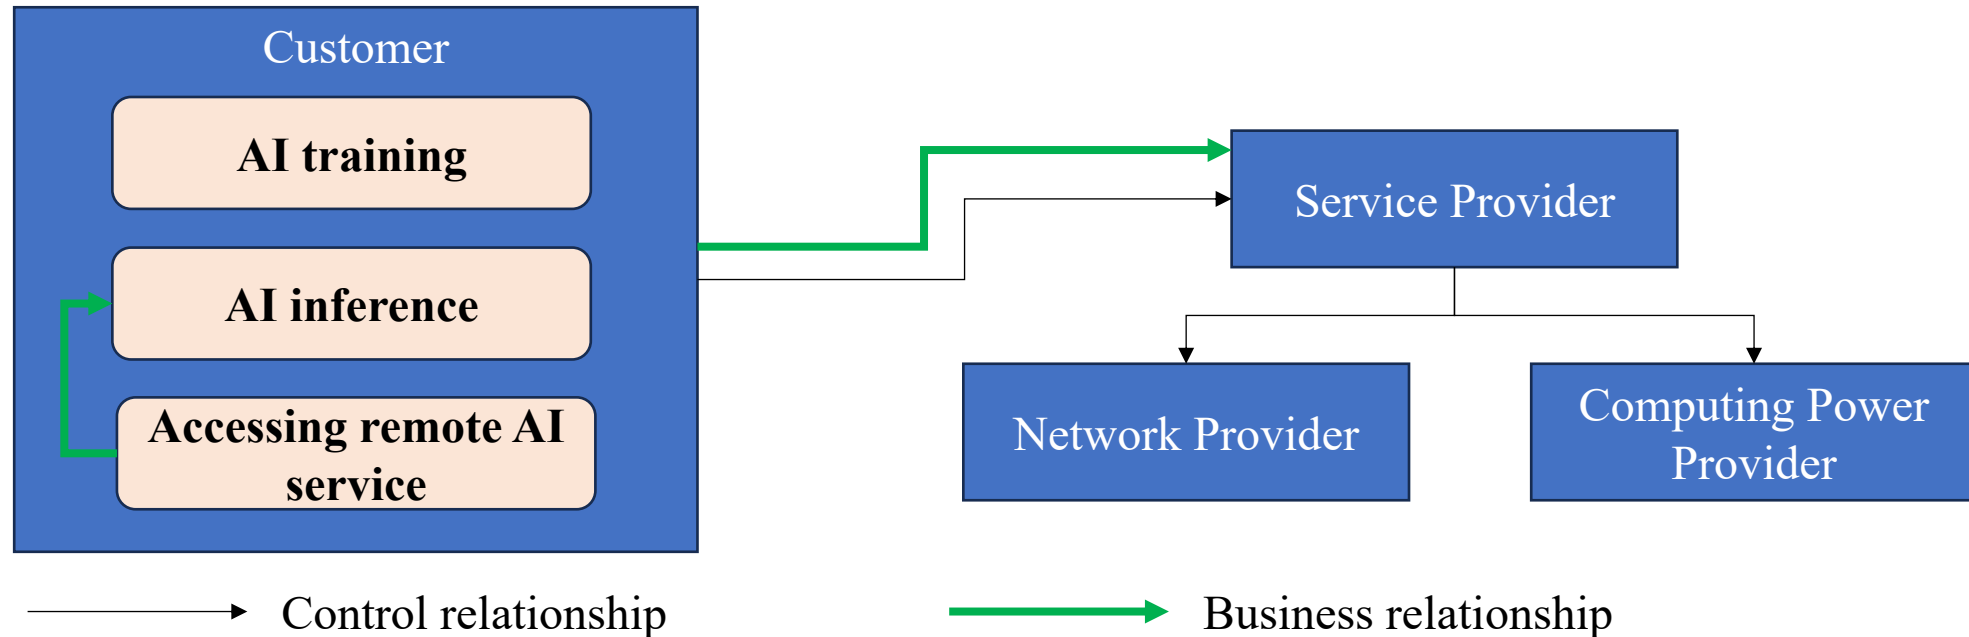 Customer
AI training
AI inference
Accessing remote AI
service
Service Provider
Network Provider
Computing Power
Provider
Control relationship
Business relationship